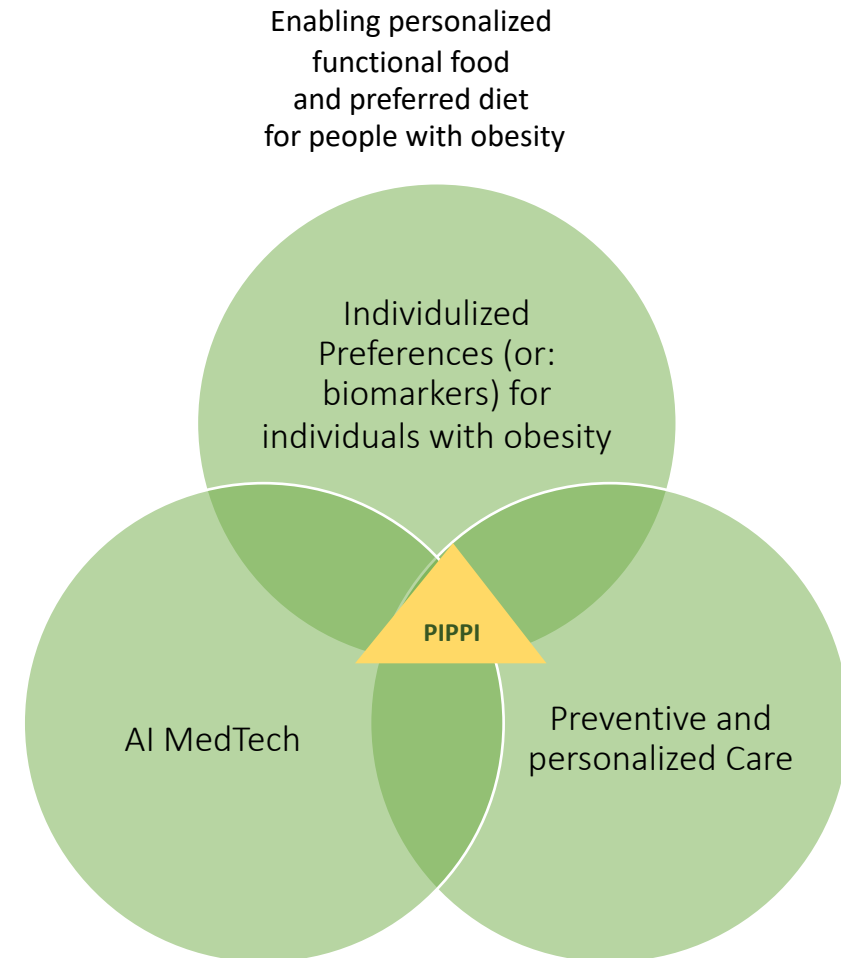 Enabling personalized
functional food
and preferred diet
for people with obesity
Individulized
Preferences (or:
biomarkers) for
individuals with obesity
PIPPI
AI MedTech
Preventive and
personalized Care